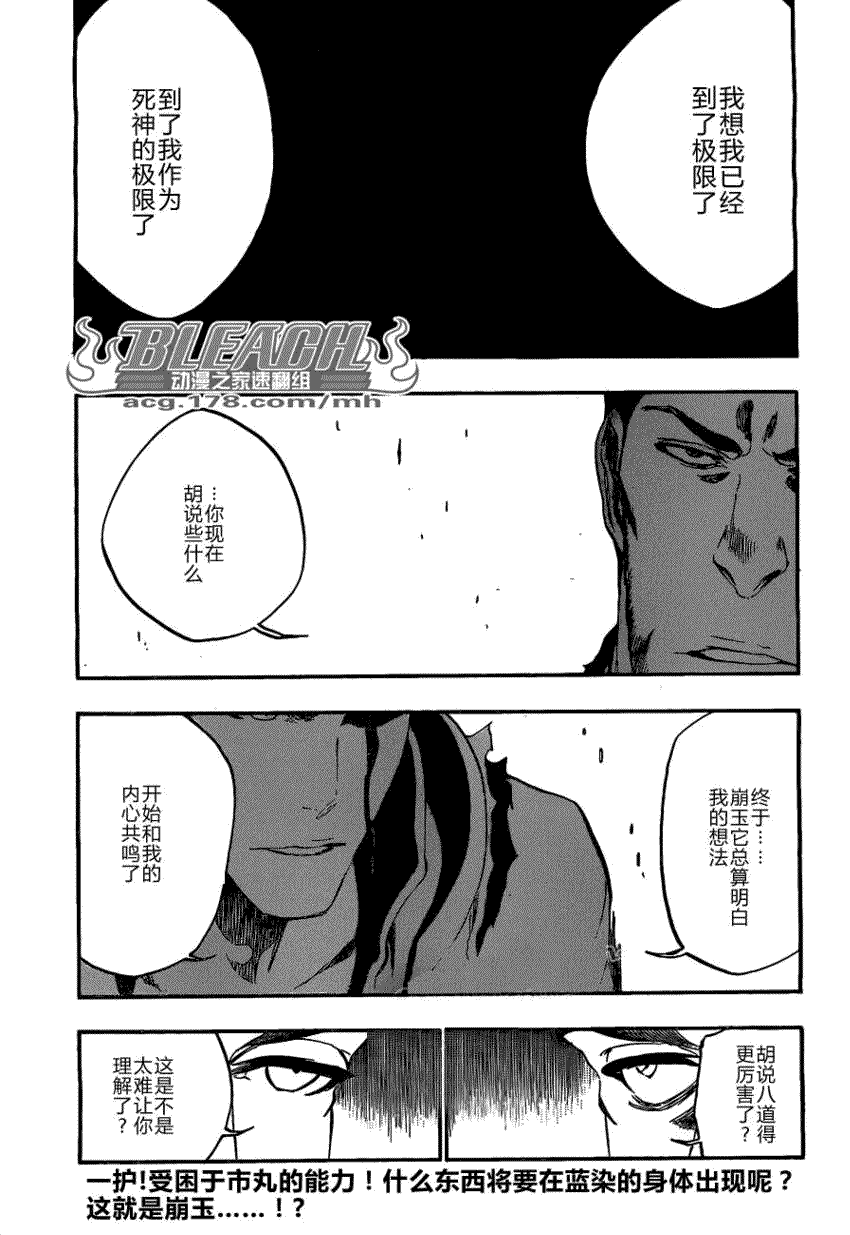 我想我已经
到了极限了
到了我作为
死神的极限了
BLEACH
动漫之家速翻组
acg.178.com/mh
…你现在
胡说些什么
终于……
崩玉它总算明白
我的想法
开始和我的
内心共鸣了
胡说八道得
更厉害了？
这是不是
太难让你
理解了？
一护!受困于市丸的能力！什么东西将要在蓝染的身体出现呢？
这就是崩玉……！？